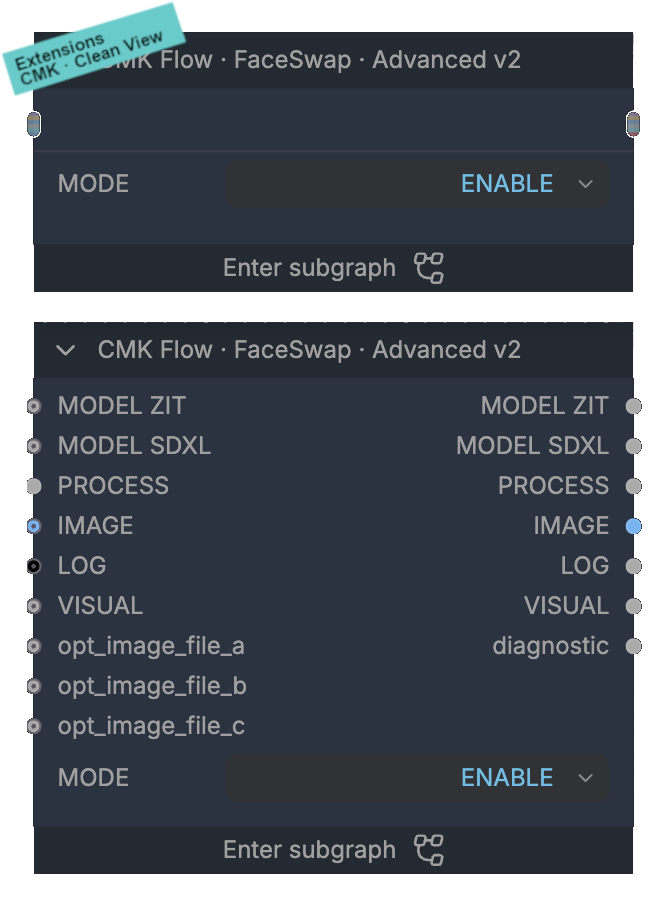 Extensions
CMK · Clean View
CMK Flow · FaceSwap · Advanced v2
MODE ENABLE
Enter subgraph
CMK Flow · FaceSwap · Advanced v2
MODEL ZIT MODEL ZIT
MODEL SDXL MODEL SDXL
PROCESS PROCESS
IMAGE IMAGE
LOG LOG
VISUAL VISUAL
opt_image_file_a diagnostic
opt_image_file_b
opt_image_file_c
MODE ENABLE
Enter subgraph